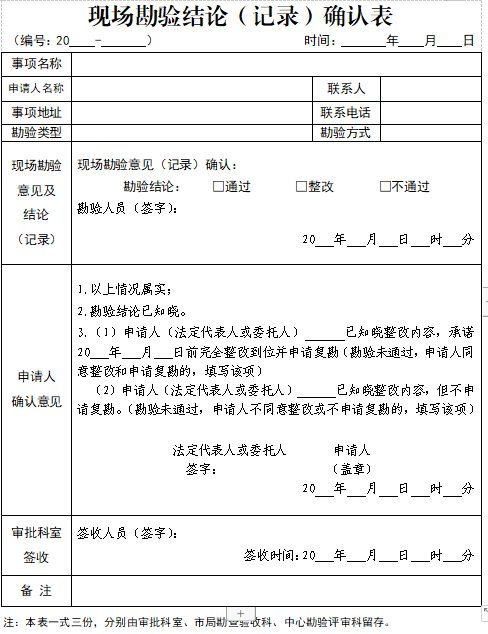 现场勘验结论（记录）确认表
（编号：20____-_______） 时间：_______年____月____日
事项名称
申请人名称 联系人
事项地址 联系电话
勘验类型 勘验方式
现场勘验
意见及
结论
（记录）
现场勘验意见（记录）确认：
勘验结论： □通过 □整改 □不通过
勘验人员（签字）：
20___年___月___日___时___分
申请人
确认意见
1.以上情况属实；
2.勘验结论已知晓。
3.（1）申请人（法定代表人或委托人）______已知晓整改内容，承诺
20___年___月___日前完全整改到位并申请复勘（勘验未通过，申请人同
意整改和申请复勘的，填写该项）
（2）申请人（法定代表人或委托人）______已知晓整改内容，但不申
请复勘。（勘验未通过，申请人不同意整改或不申请复勘的，填写该项）
法定代表人或委托人 申请人
签字： （盖章）
20___年___月___日___时___分
审批科室
签收
签收人员（签字）：
签收时间：20___年___月___日___时___分
备 注
注：本表一式三份，分别由审批科室、市局勘查验收科、中心勘验评审科留存。